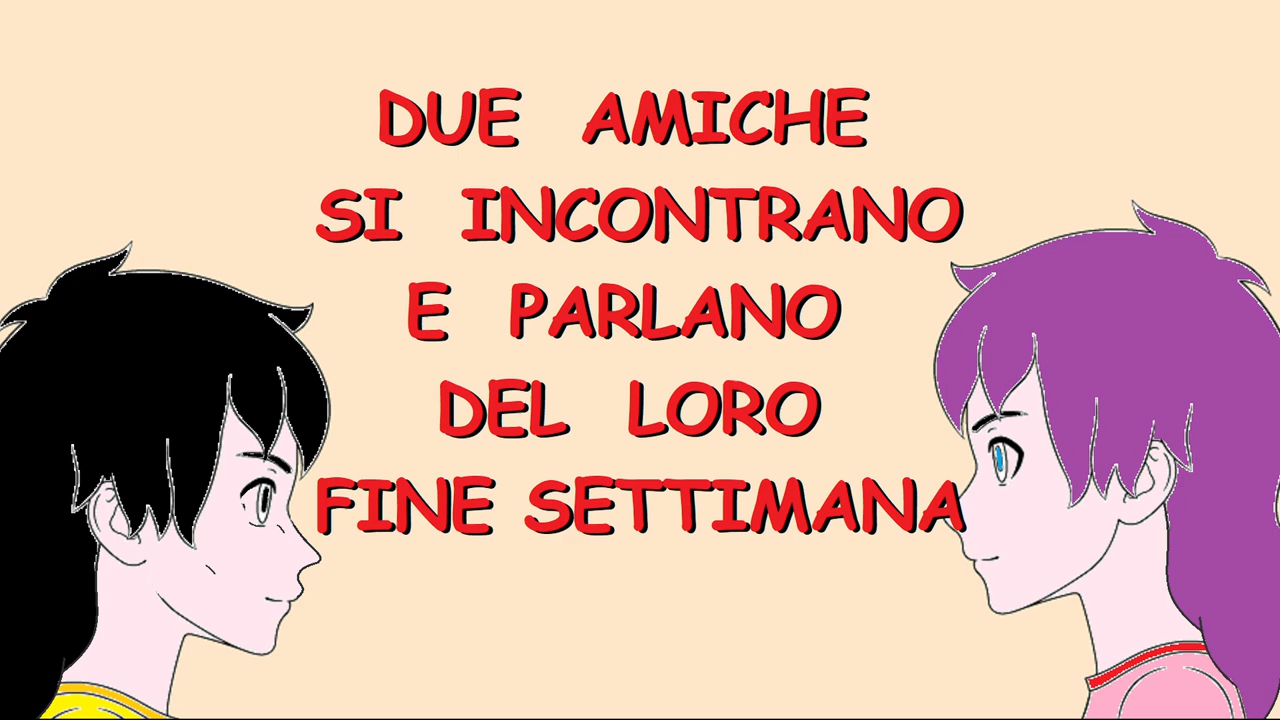 DUE AMICHE
SI INCONTRANO
E PARLANO
DEL LORO
FINE SETTIMANA